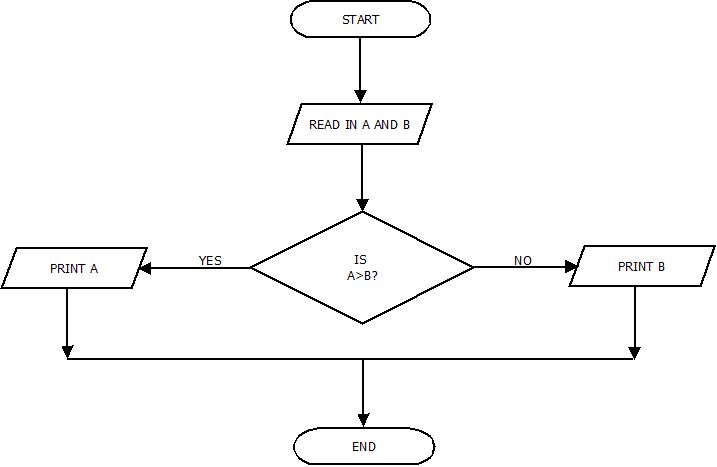 START
READ IN A AND B
IS
A>B?
YES
NO
PRINT A
PRINT B
END